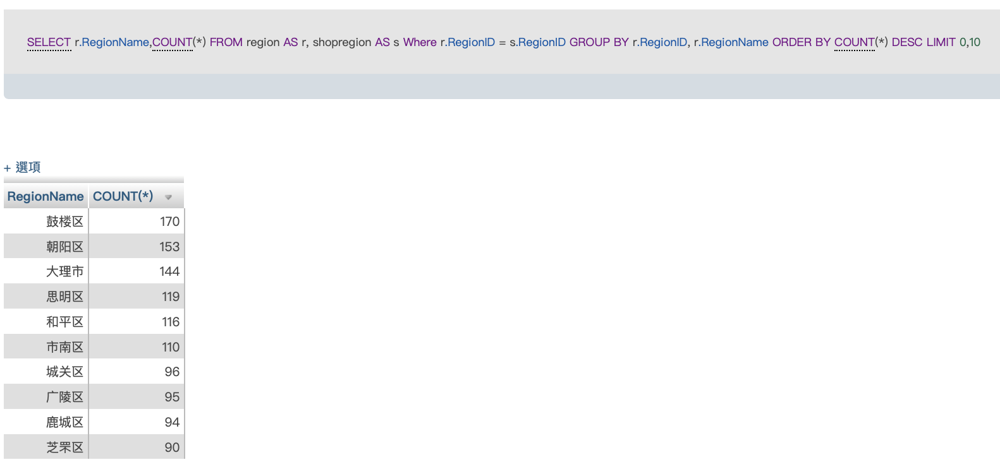 SELECT r.RegionName,COUNT(*) FROM region AS r, shopregion AS s Where r.RegionID = s.RegionID GROUP BY r.RegionID, r.RegionName ORDER BY COUNT(*) DESC LIMIT 0,10
+ 選項
RegionName COUNT(*)
鼓楼区 170
朝阳区 153
大理市 144
思明区 119
和平区 116
市南区 110
城关区 96
广陵区 95
鹿城区 94
芝罘区 90